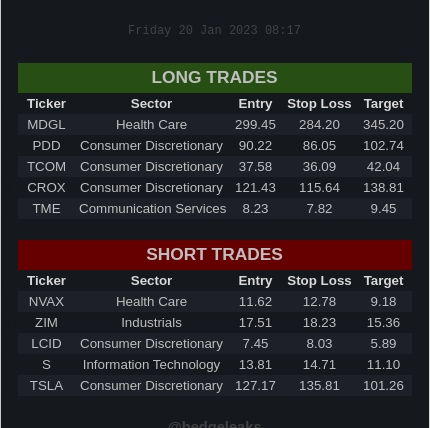 Friday 20 Jan 2023 08:17
LONG TRADES
Ticker Sector Entry Stop Loss Target
MDGL Health Care 299.45 284.20 345.20
PDD Consumer Discretionary 90.22 86.05 102.74
TCOM Consumer Discretionary 37.58 36.09 42.04
CROX Consumer Discretionary 121.43 115.64 138.81
TME Communication Services 8.23 7.82 9.45
SHORT TRADES
Ticker Sector Entry Stop Loss Target
NVAX Health Care 11.62 12.78 9.18
ZIM Industrials 17.51 18.23 15.36
LCID Consumer Discretionary 7.45 8.03 5.89
S Information Technology 13.81 14.71 11.10
TSLA Consumer Discretionary 127.17 135.81 101.26
@hedgeleaks